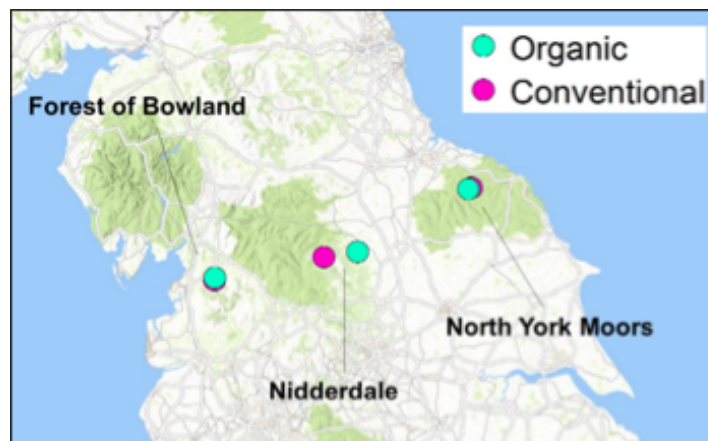 Organic
Conventional
Forest of Bowland
North York Moors
Nidderdale